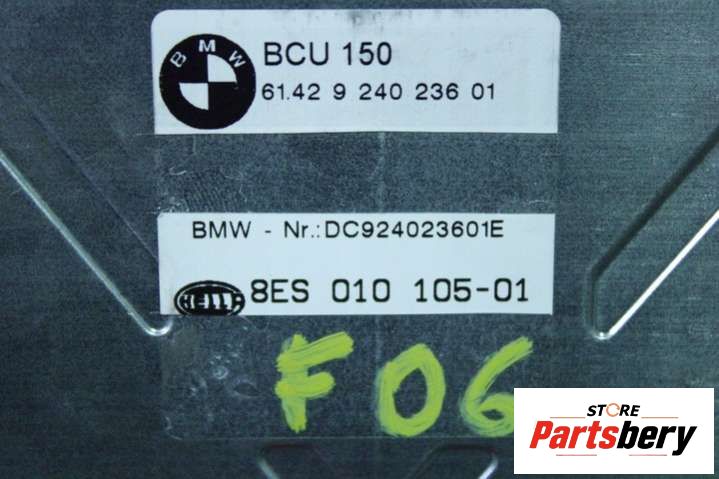 BMW
BCU 150
61.42 9 240 236 01
BMW - Nr.:DC924023601E
HELLA
8ES 010 105-01
F06
STORE
Partsbery